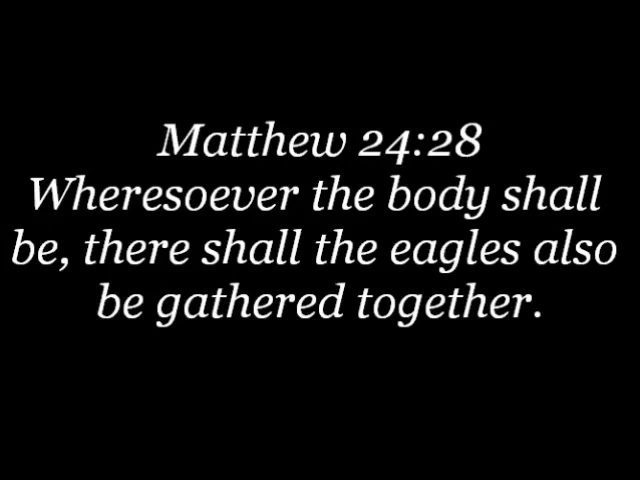 Matthew 24:28
Wheresoever the body shall
be, there shall the eagles also
be gathered together.